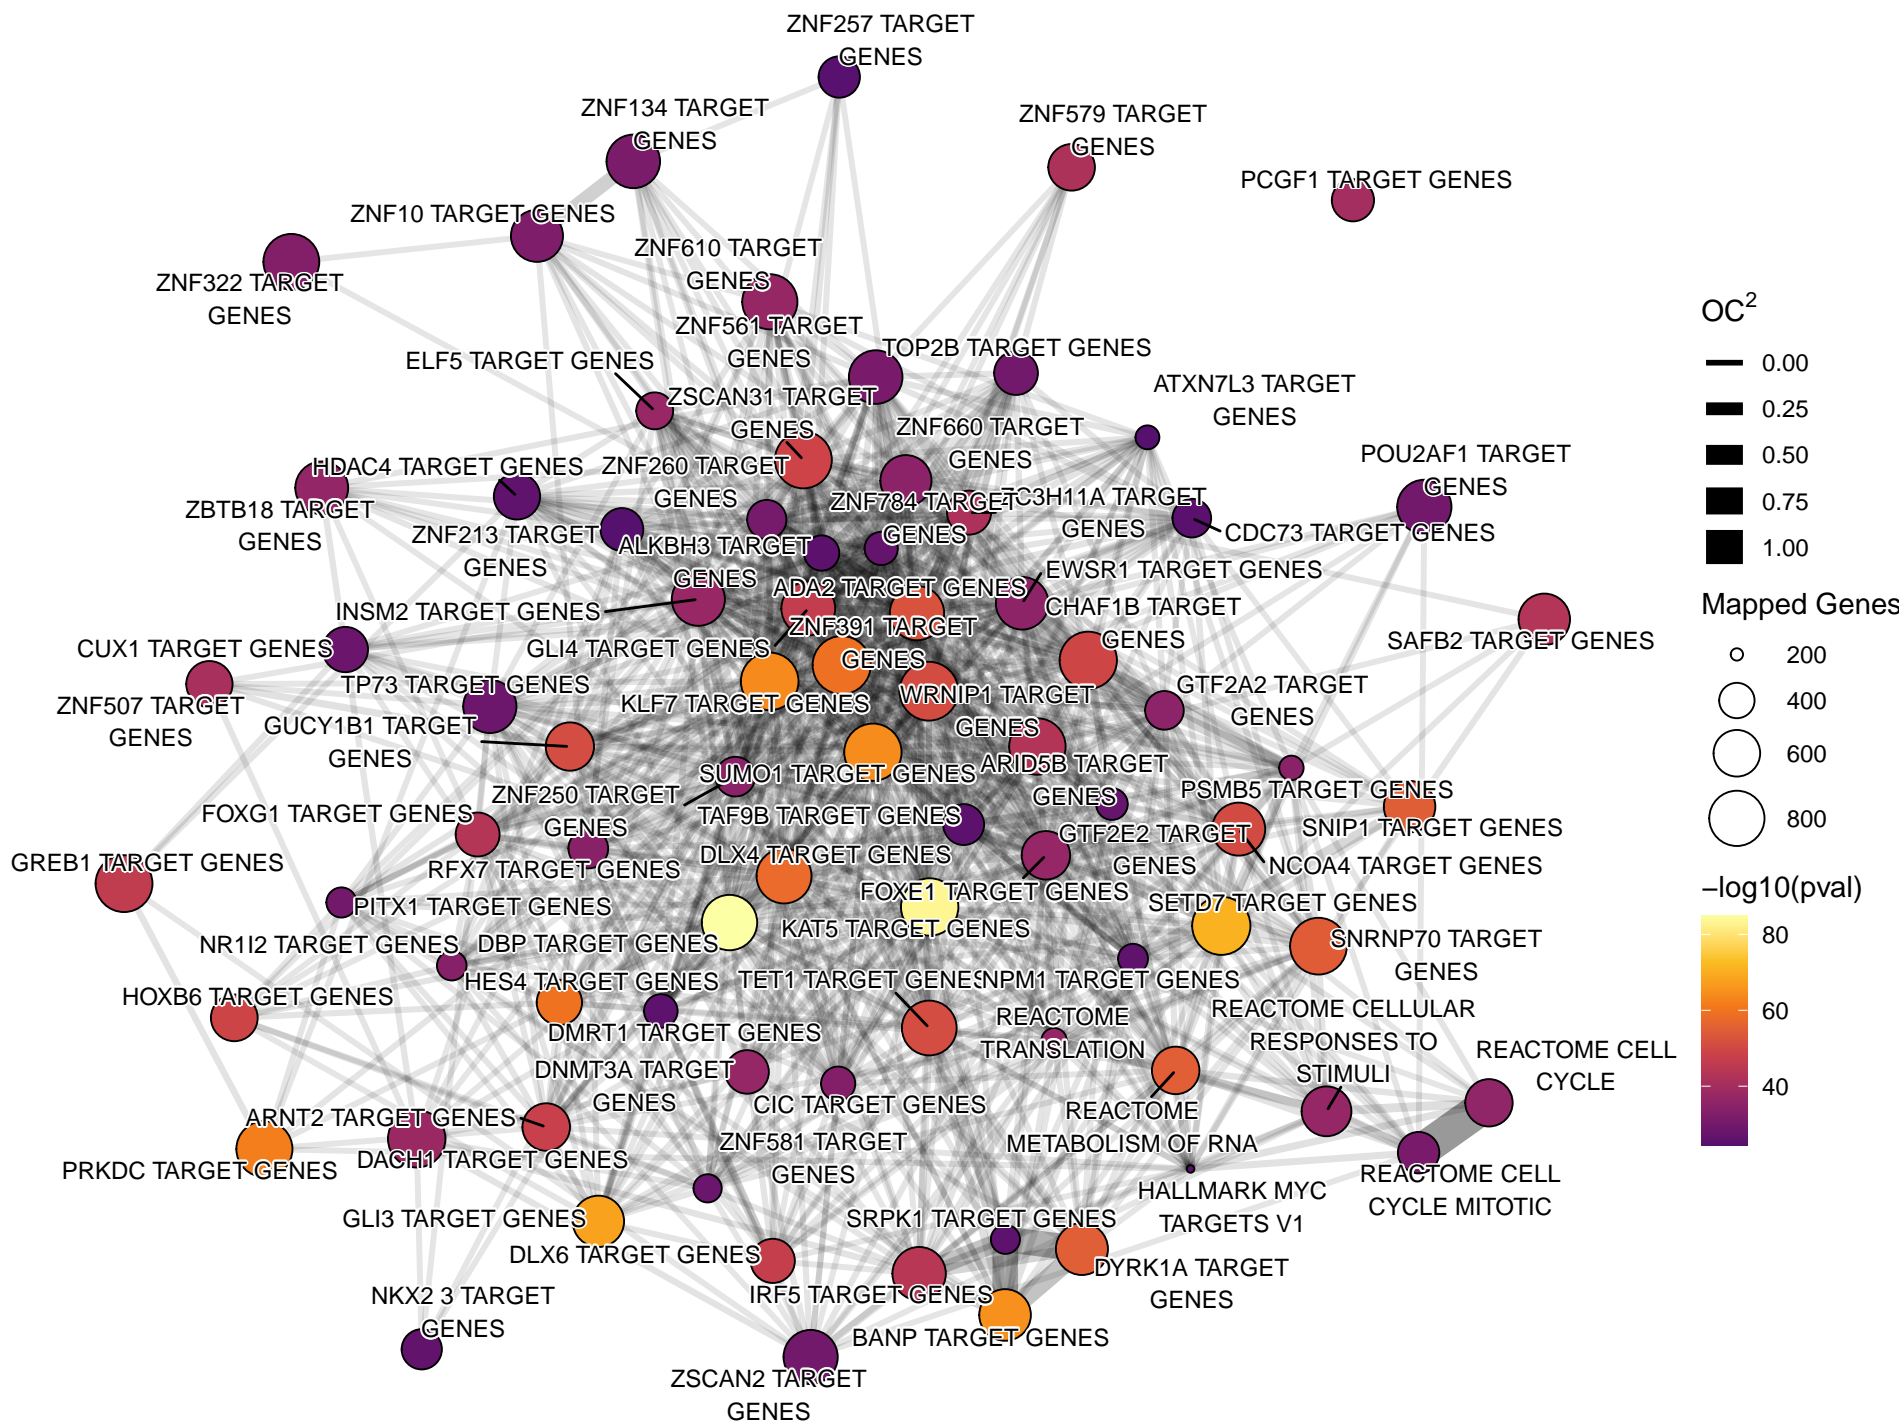 ZNF257 TARGET
GENES
ZNF134 TARGET
GENES
ZNF579 TARGET
GENES
PCGF1 TARGET GENES
ZNF10 TARGET GENES
ZNF610 TARGET
GENES
ZNF322 TARGET
GENES
ZNF561 TARGET
GENES
TOP2B TARGET GENES
ELF5 TARGET GENES
ATXN7L3 TARGET
GENES
ZSCAN31 TARGET
GENES
ZNF660 TARGET
GENES
POU2AF1 TARGET
GENES
HDAC4 TARGET GENES
ZNF260 TARGET
GENES
ZNF784 TARGET
GENES
ZC3H11A TARGET
GENES
ZBTB18 TARGET
GENES
ZNF213 TARGET
GENES
CDC73 TARGET GENES
ALKBH3 TARGET
GENES
EWSR1 TARGET GENES
ADA2 TARGET GENES
INSM2 TARGET GENES
CHAF1B TARGET
GENES
ZNF391 TARGET
GENES
SAFB2 TARGET GENES
CUX1 TARGET GENES
GLI4 TARGET GENES
TP73 TARGET GENES
GTF2A2 TARGET
GENES
WRNIP1 TARGET
GENES
KLF7 TARGET GENES
ZNF507 TARGET
GENES
GUCY1B1 TARGET
GENES
ARID5B TARGET
GENES
SUMO1 TARGET GENES
PSMB5 TARGET GENES
ZNF250 TARGET
GENES
FOXG1 TARGET GENES
TAF9B TARGET GENES
SNIP1 TARGET GENES
GTF2E2 TARGET
GENES
DLX4 TARGET GENES
GREB1 TARGET GENES
RFX7 TARGET GENES
NCOA4 TARGET GENES
FOXE1 TARGET GENES
SETD7 TARGET GENES
PITX1 TARGET GENES
KAT5 TARGET GENES
SNRNP70 TARGET
GENES
NR1I2 TARGET GENES
DBP TARGET GENES
HES4 TARGET GENES
TET1 TARGET GENES
NPM1 TARGET GENES
HOXB6 TARGET GENES
REACTOME CELLULAR
RESPONSES TO
STIMULI
REACTOME
TRANSLATION
DMRT1 TARGET GENES
REACTOME CELL
CYCLE
DNMT3A TARGET
GENES
CIC TARGET GENES
REACTOME
METABOLISM OF RNA
ARNT2 TARGET GENES
ZNF581 TARGET
GENES
DACH1 TARGET GENES
PRKDC TARGET GENES
REACTOME CELL
CYCLE MITOTIC
HALLMARK MYC
TARGETS V1
GLI3 TARGET GENES
SRPK1 TARGET GENES
DLX6 TARGET GENES
DYRK1A TARGET
GENES
IRF5 TARGET GENES
NKX2 3 TARGET
GENES
BANP TARGET GENES
ZSCAN2 TARGET
GENES
OC²
0.00
0.25
0.50
0.75
1.00
Mapped Genes
200
400
600
800
−log10(pval)
80
60
40